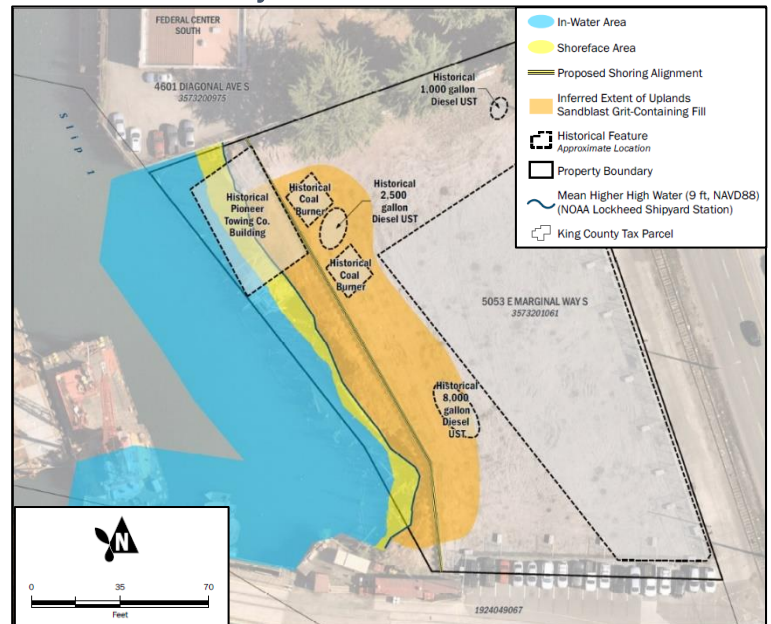 FEDERAL CENTER
SOUTH
4601 DIAGONAL AVE S
3573200975
Slip 1
Historical
1,000 gallon
Diesel UST
Historical
Coal
Burner
Historical
2,500
gallon
Diesel UST
Historical
Pioneer
Towing Co.
Building
Historical
Coal
Burner
5053 E MARGINAL WAY S
3573201061
Historical
8,000
gallon
Diesel
UST
1924049067
In-Water Area
Shoreface Area
Proposed Shoring Alignment
Inferred Extent of Uplands
Sandblast Grit-Containing Fill
Historical Feature
Approximate Location
Property Boundary
Mean Higher High Water (9 ft, NAVD88)
(NOAA Lockheed Shipyard Station)
King County Tax Parcel
N
0 35 70
Feet